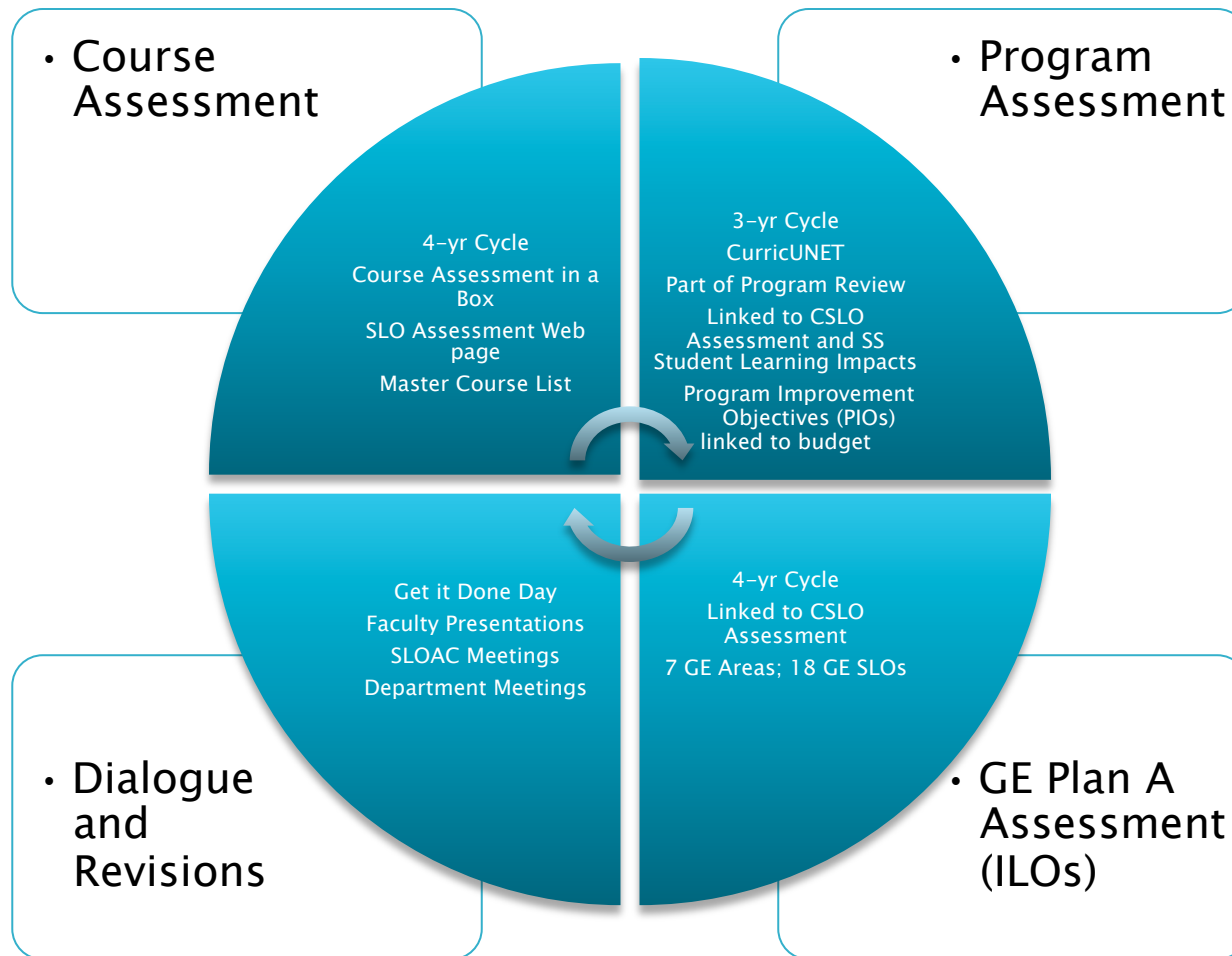 • Course
Assessment
4-yr Cycle
Course Assessment in a
Box
SLO Assessment Web
page
Master Course List
• Program
Assessment
3-yr Cycle
CurricUNET
Part of Program Review
Linked to CSLO
Assessment and SS
Student Learning Impacts
Program Improvement
Objectives (PIOs)
linked to budget
• Dialogue
and
Revisions
Get it Done Day
Faculty Presentations
SLOAC Meetings
Department Meetings
• GE Plan A
Assessment
(ILOs)
4-yr Cycle
Linked to CSLO
Assessment
7 GE Areas; 18 GE SLOs